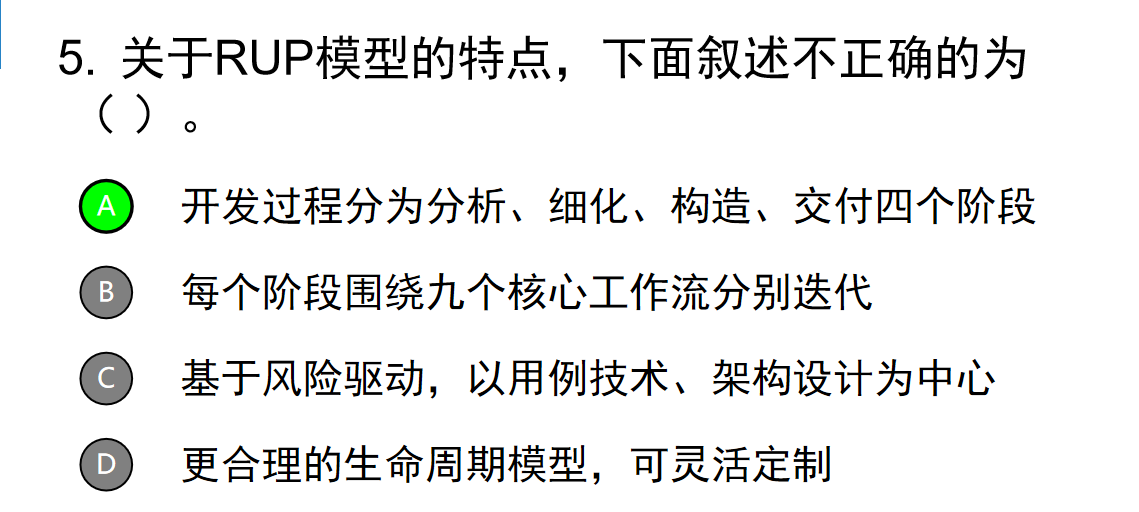 5. 关于RUP模型的特点，下面叙述不正确的为
（ ）。
A 开发过程分为分析、细化、构造、交付四个阶段
B 每个阶段围绕九个核心工作流分别迭代
C 基于风险驱动，以用例技术、架构设计为中心
D 更合理的生命周期模型，可灵活定制